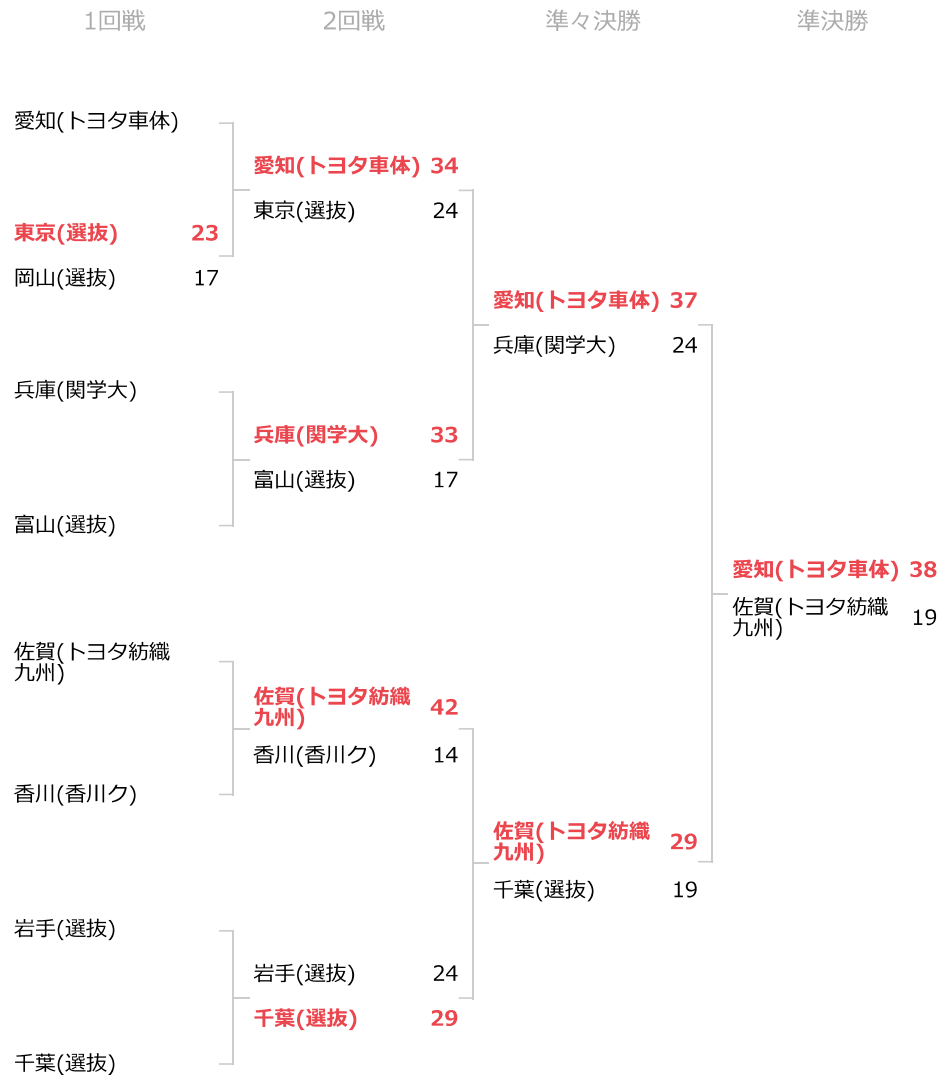 1回戦
2回戦
準々決勝
準決勝
愛知(トヨタ車体)
東京(選抜) 23
岡山(選抜) 17
兵庫(関学大)
富山(選抜)
佐賀(トヨタ紡織
九州)
香川(香川ク)
岩手(選抜)
千葉(選抜)
愛知(トヨタ車体) 34
東京(選抜) 24
兵庫(関学大) 33
富山(選抜) 17
佐賀(トヨタ紡織
九州) 42
香川(香川ク) 14
岩手(選抜) 24
千葉(選抜) 29
愛知(トヨタ車体) 37
兵庫(関学大) 24
佐賀(トヨタ紡織
九州) 29
千葉(選抜) 19
愛知(トヨタ車体) 38
佐賀(トヨタ紡織
九州) 19